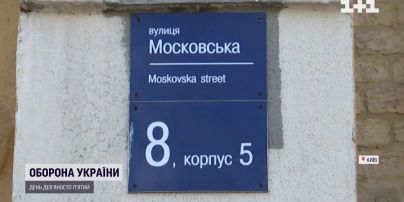 1+1
вулиця
Московська
Moskovska street
8, корпус 5
ОБОРОНА УКРАЇНИ
ДЕНЬ ДЕВ'ЯНОСТО П'ЯТИЙ
КИЇВ